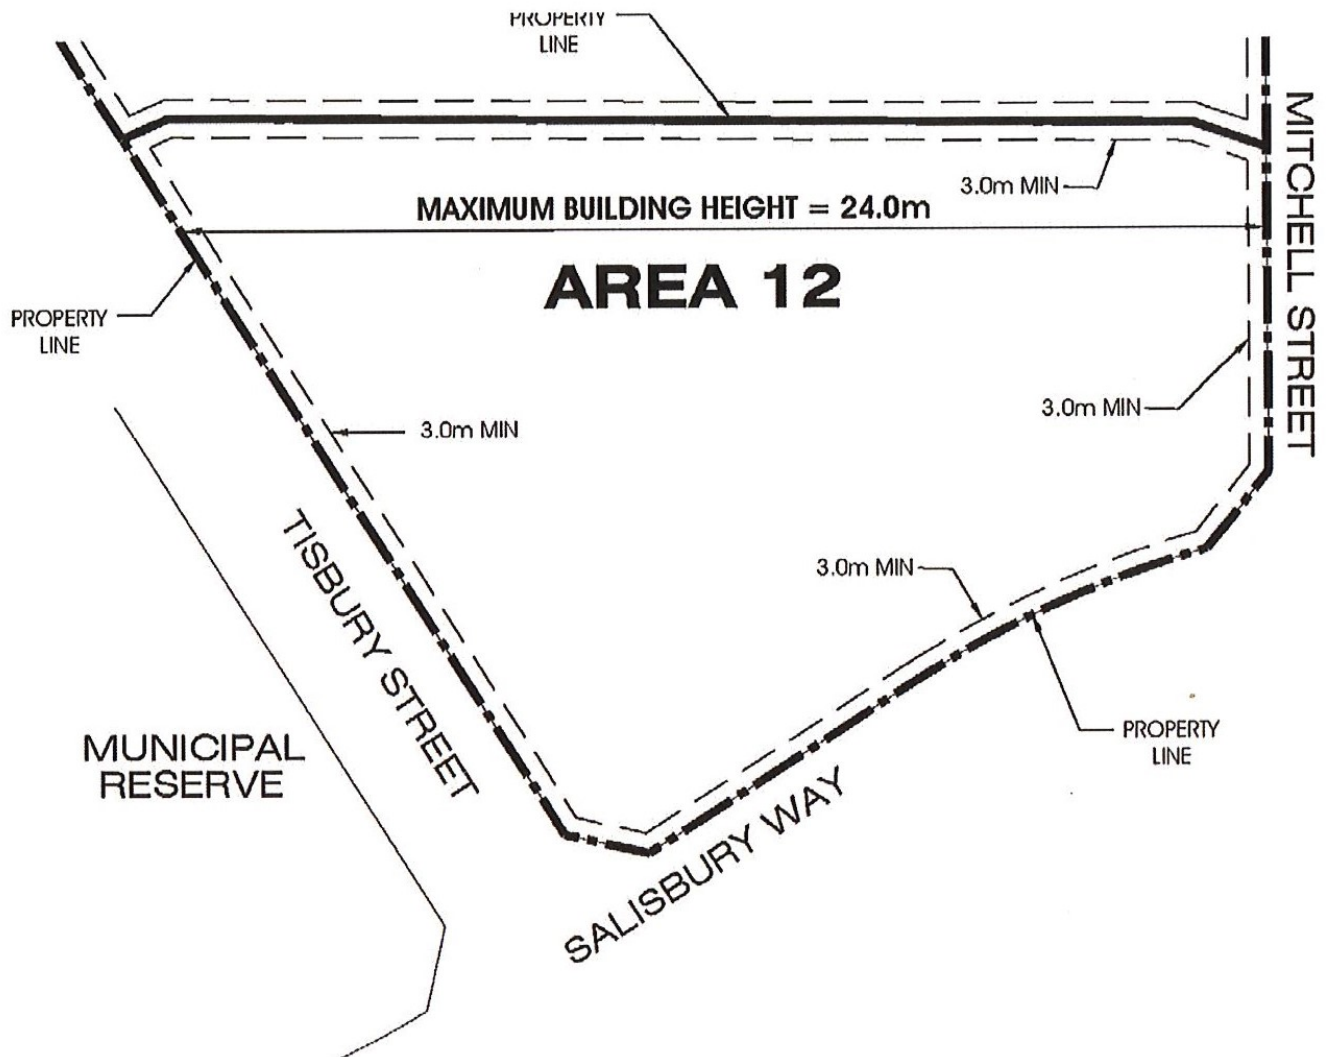 PROPERTY
LINE
3.0m MIN
MAXIMUM BUILDING HEIGHT = 24.0m
AREA 12
MITCHELL STREET
PROPERTY
LINE
3.0m MIN
3.0m MIN
TISBURY STREET
3.0m MIN
PROPERTY
LINE
MUNICIPAL
RESERVE
SALISBURY WAY